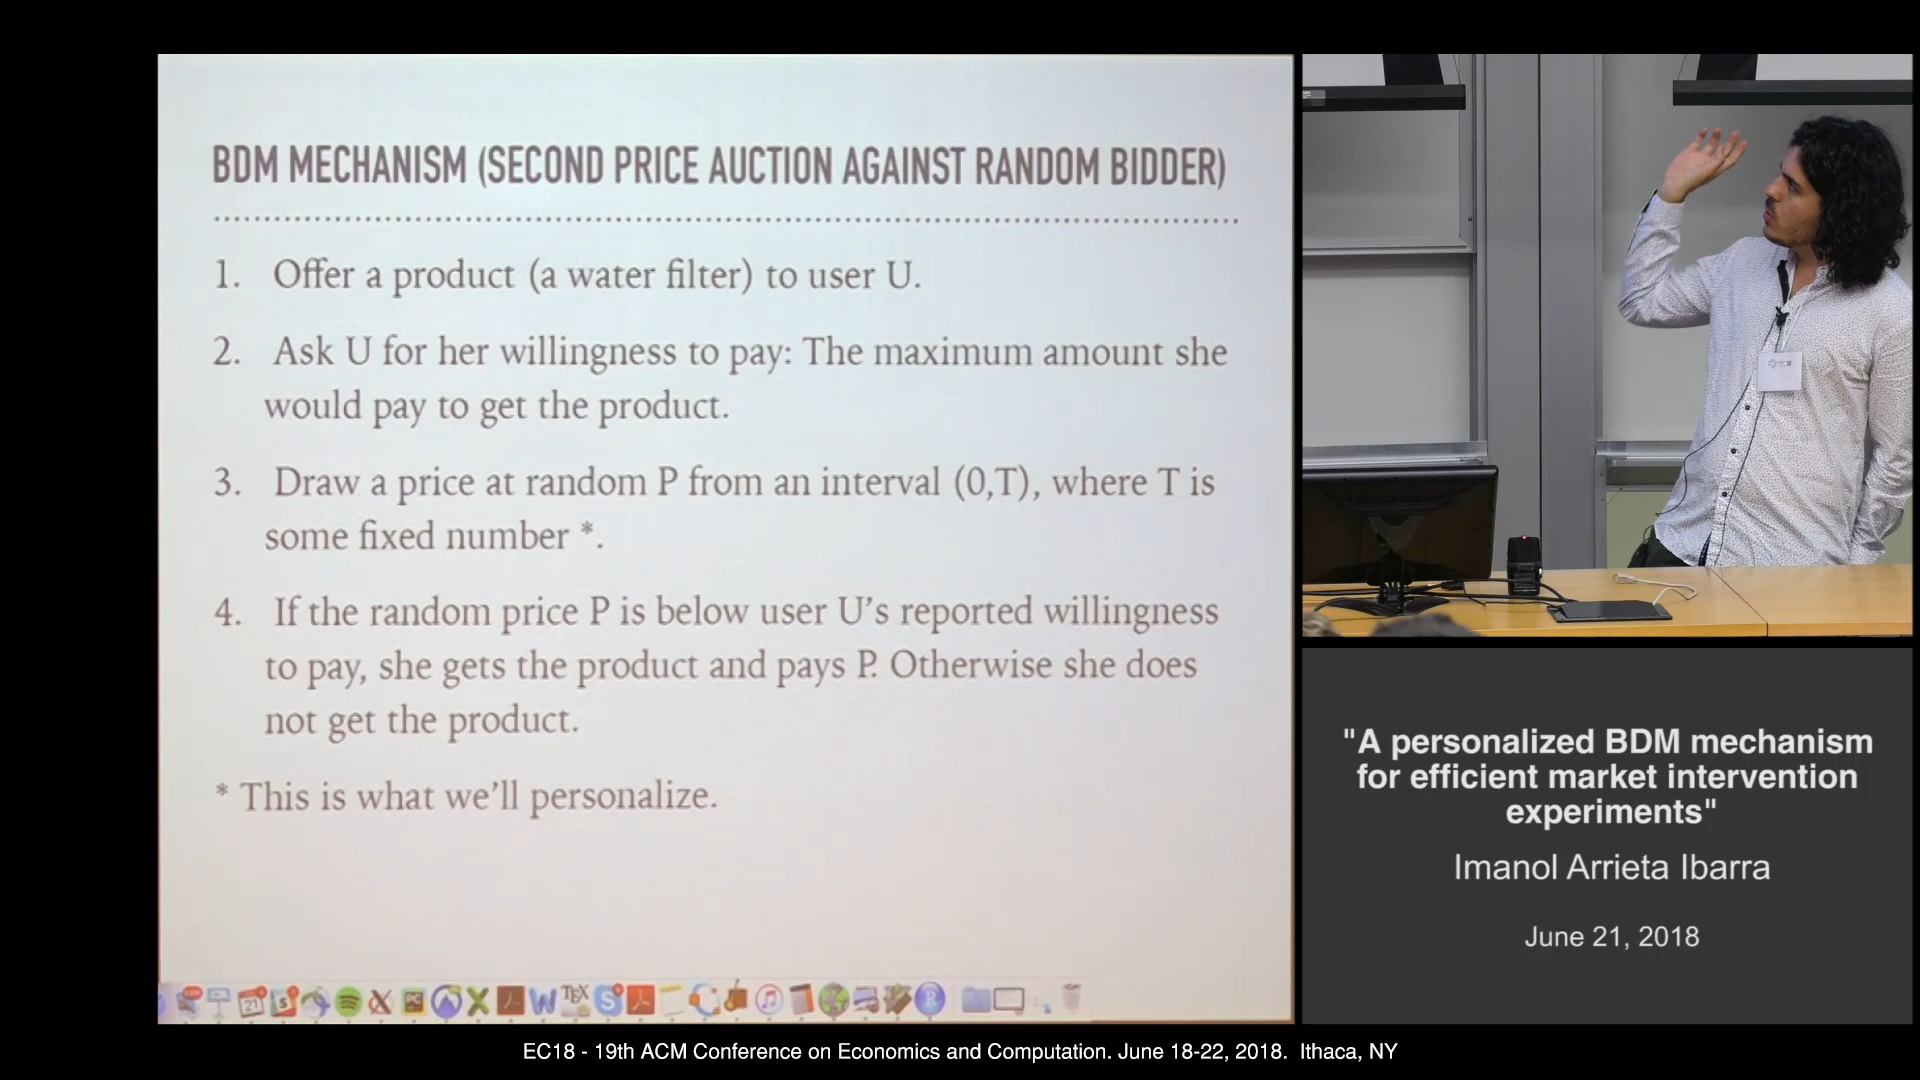 BDM MECHANISM (SECOND PRICE AUCTION AGAINST RANDOM BIDDER)
1. Offer a product (a water filter) to user U.
2. Ask U for her willingness to pay: The maximum amount she
would pay to get the product.
3. Draw a price at random P from an interval (0,T), where T is
some fixed number *.
4. If the random price P is below user U's reported willingness
to pay, she gets the product and pays P. Otherwise she does
not get the product.
* This is what we'll personalize.
"A personalized BDM mechanism
for efficient market intervention
experiments"
Imanol Arrieta Ibarra
June 21, 2018
EC18 - 19th ACM Conference on Economics and Computation. June 18-22, 2018. Ithaca, NY